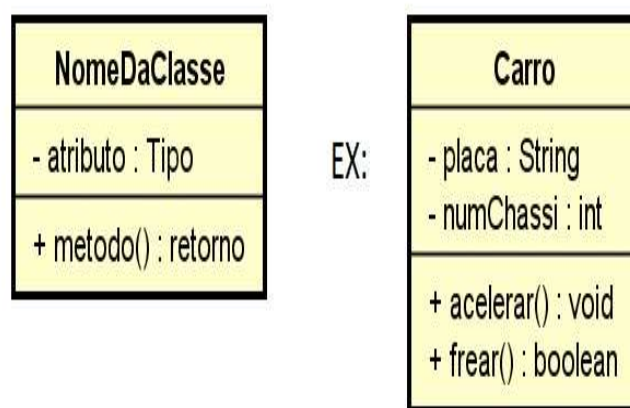 NomeDaClasse
- atributo : Tipo
+ metodo() : retorno
EX:
Carro
- placa : String
- numChassi : int
+ acelerar() : void
+ frear() : boolean